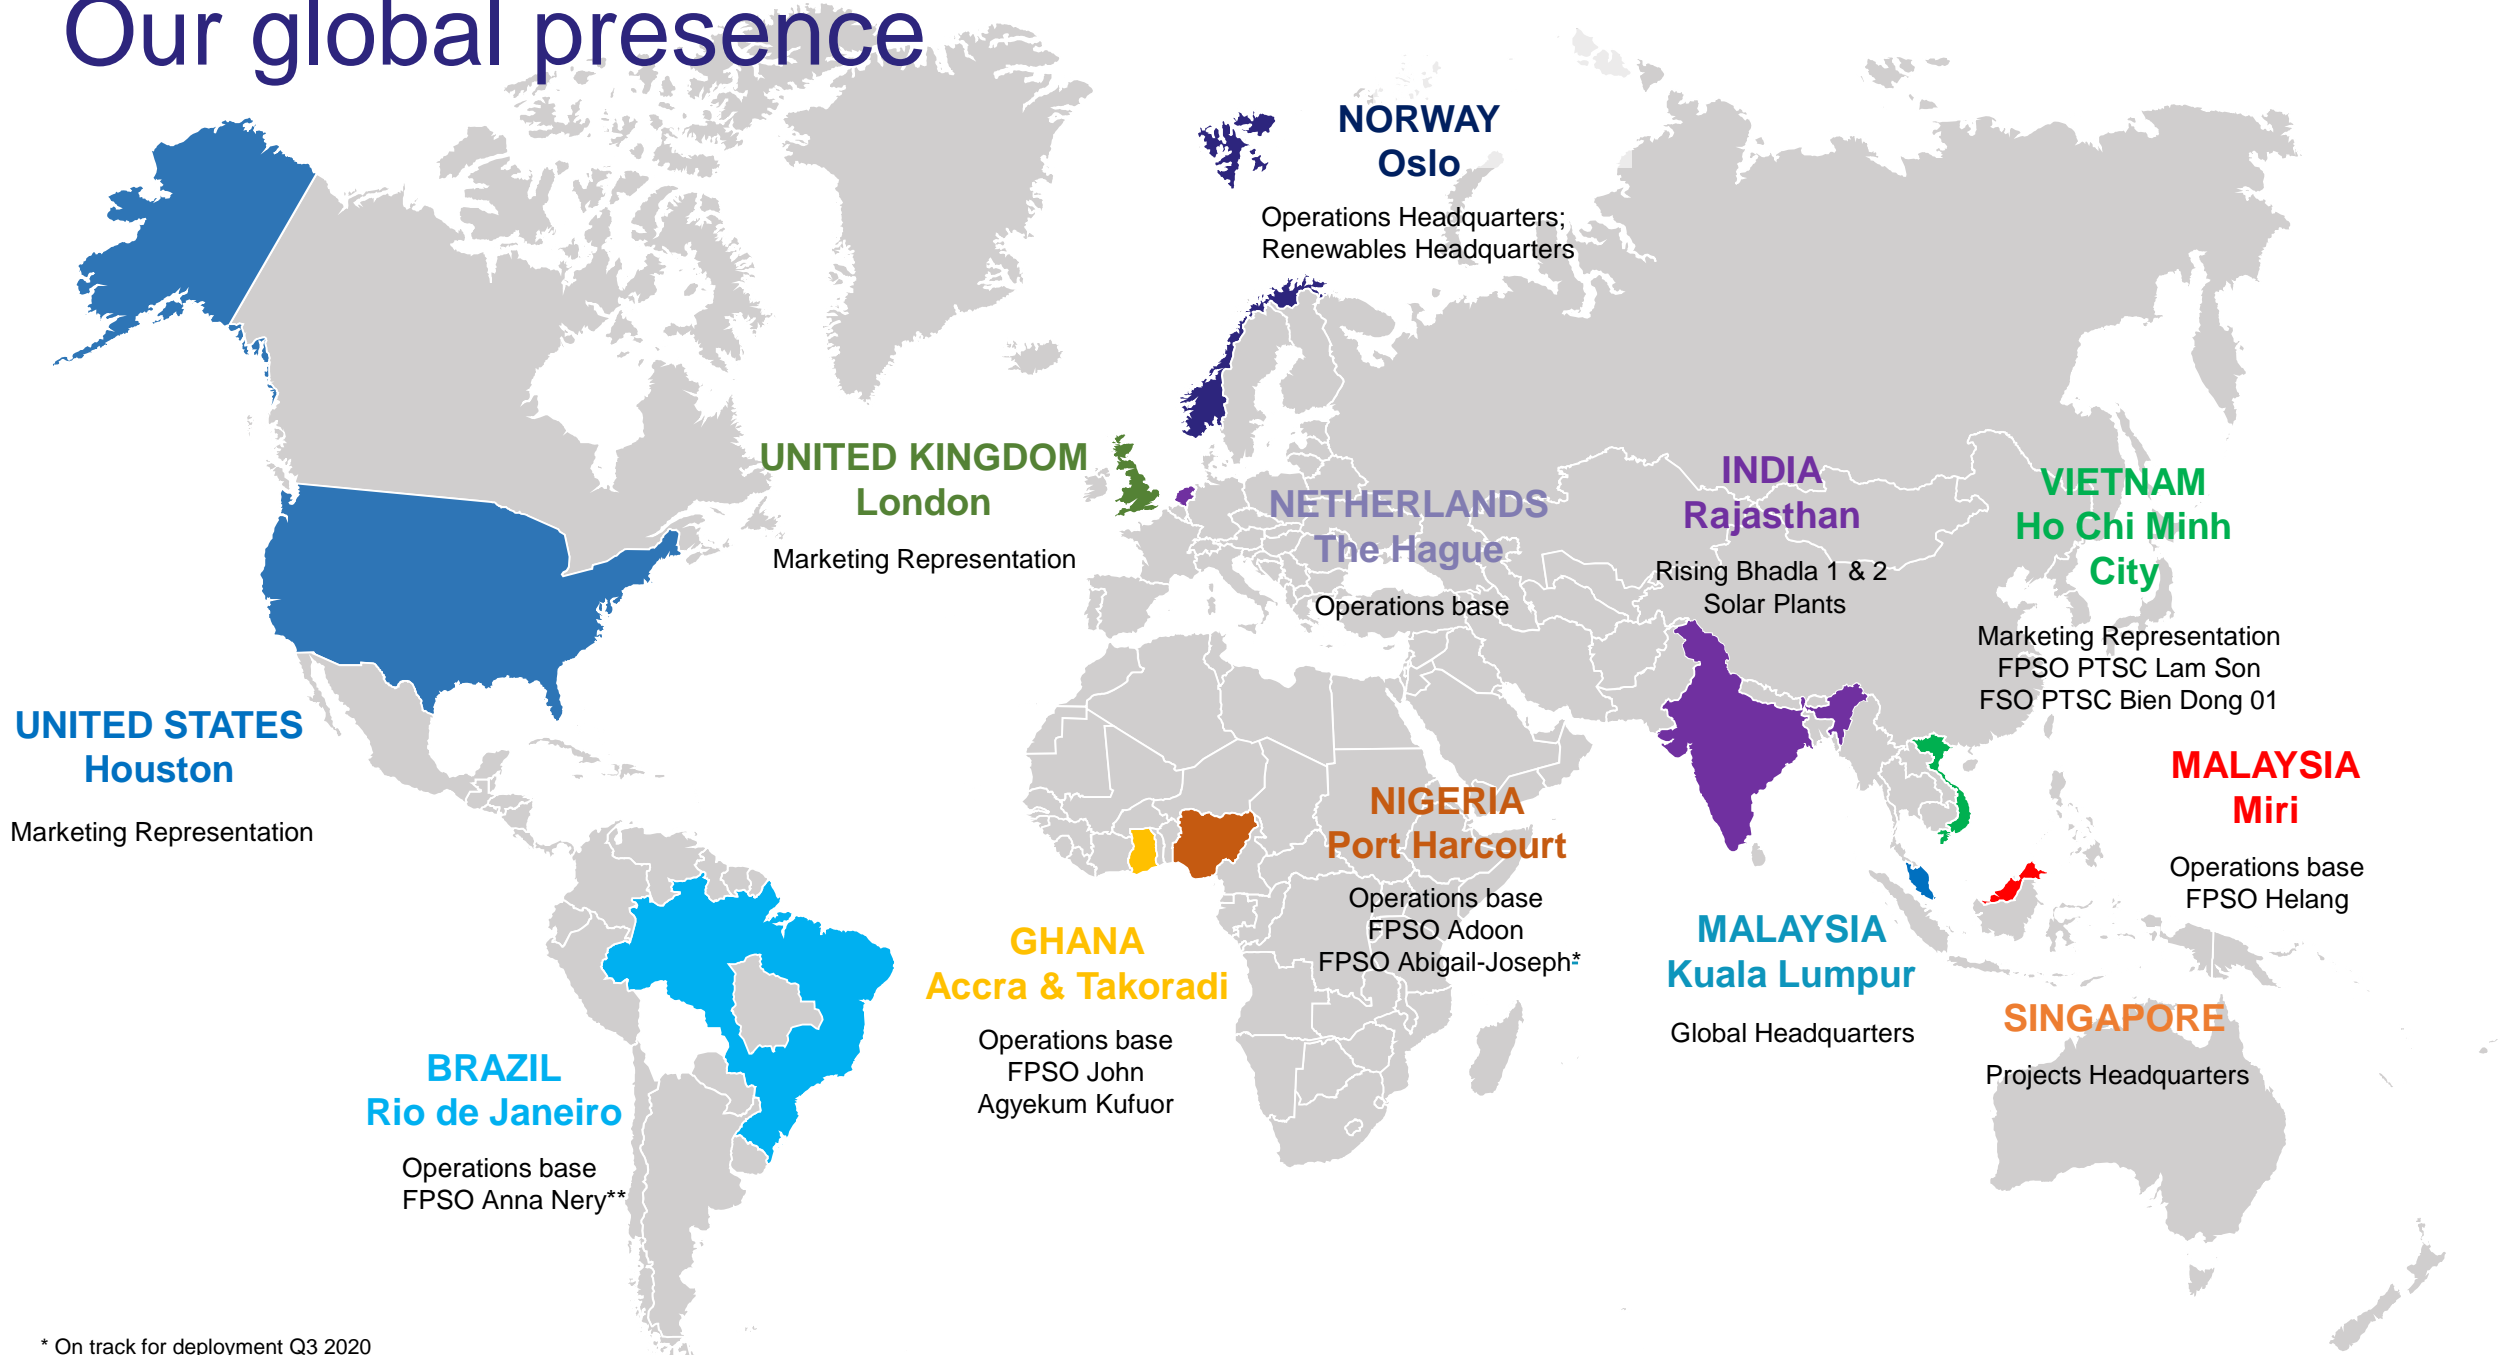 Our global presence
NORWAY
Oslo
Operations Headquarters;
Renewables Headquarters
UNITED KINGDOM
London
Marketing Representation
NETHERLANDS
The Hague
Operations base
INDIA
Rajasthan
Rising Bhadla 1 & 2
Solar Plants
VIETNAM
Ho Chi Minh
City
Marketing Representation
FPSO PTSC Lam Son
FSO PTSC Bien Dong 01
UNITED STATES
Houston
Marketing Representation
MALAYSIA
Miri
Operations base
FPSO Helang
NIGERIA
Port Harcourt
Operations base
FPSO Adoon
FPSO Abigail-Joseph*
GHANA
Accra & Takoradi
Operations base
FPSO John
Agyekum Kufuor
MALAYSIA
Kuala Lumpur
Global Headquarters
SINGAPORE
Projects Headquarters
BRAZIL
Rio de Janeiro
Operations base
FPSO Anna Nery**
* On track for deployment Q3 2020